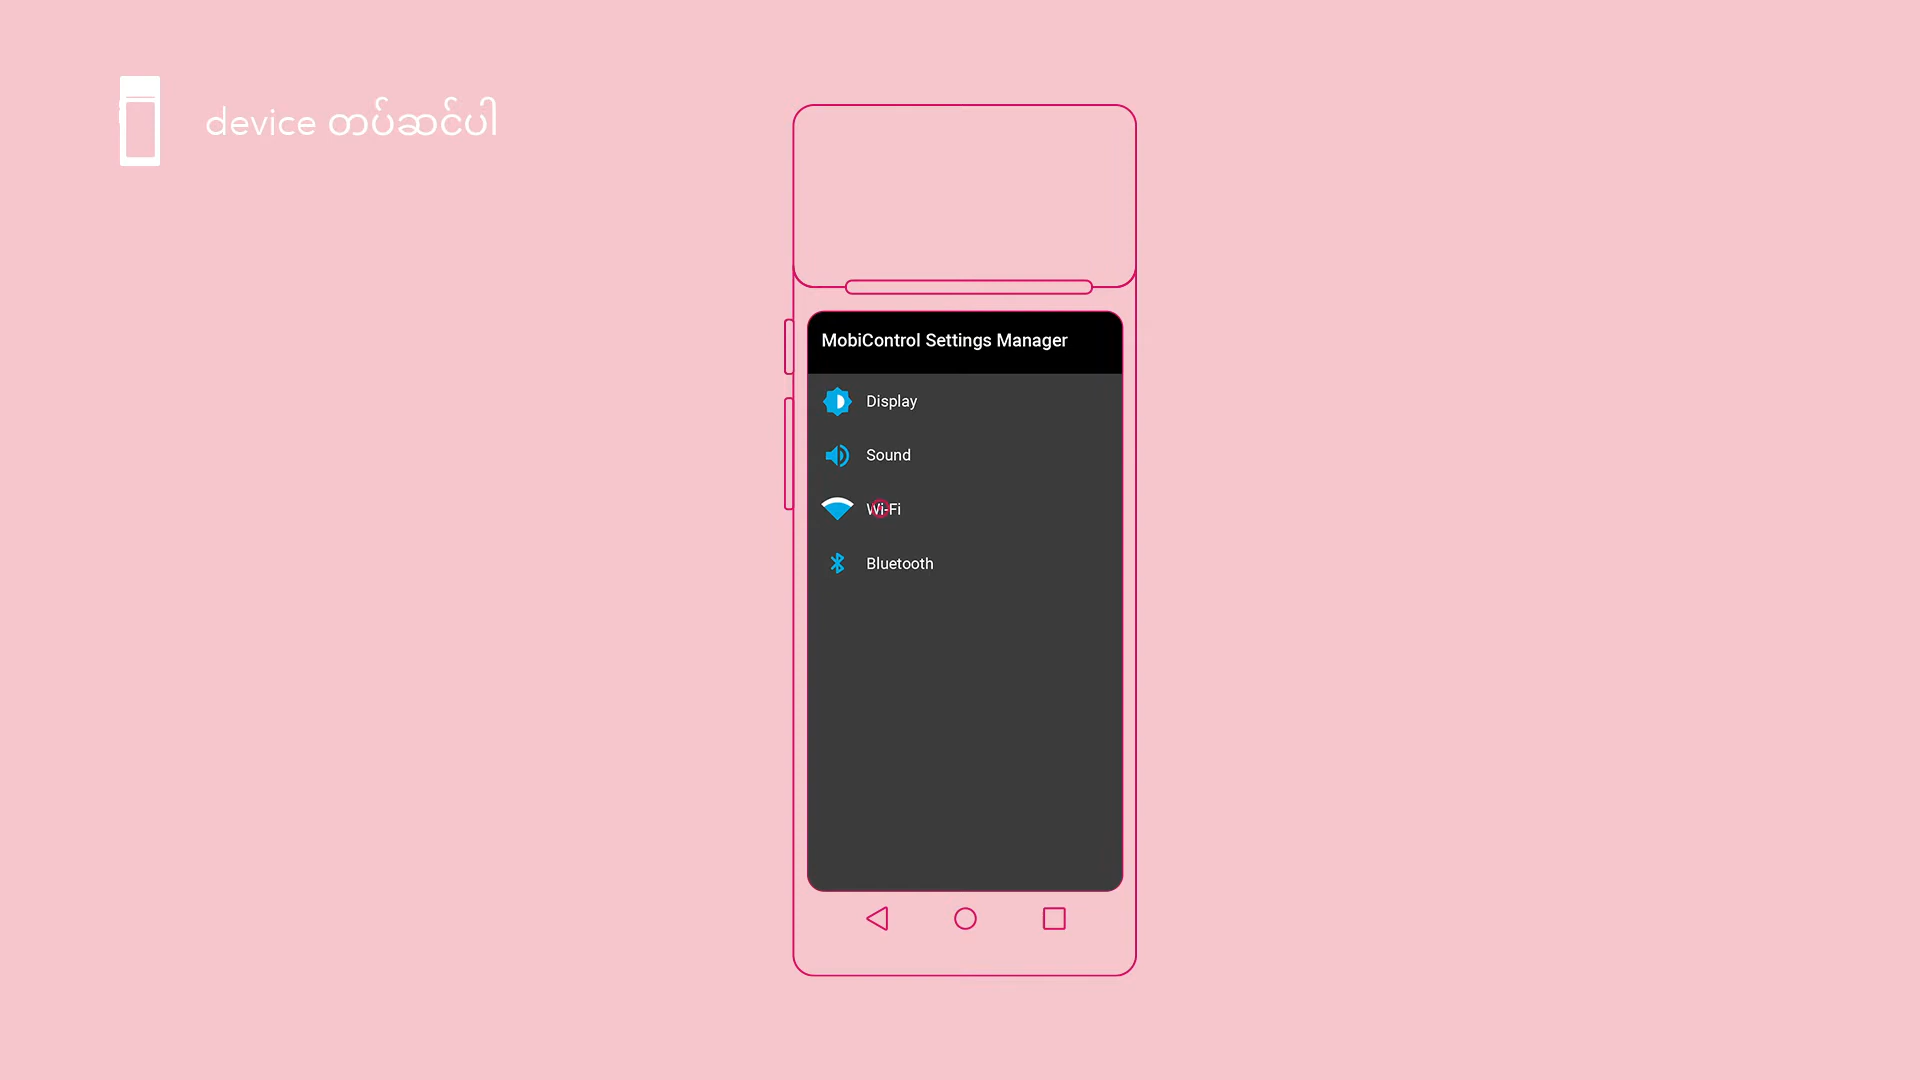 device တပ်ဆင်ပါ
MobiControl Settings Manager
Display
Sound
Wi-Fi
Bluetooth